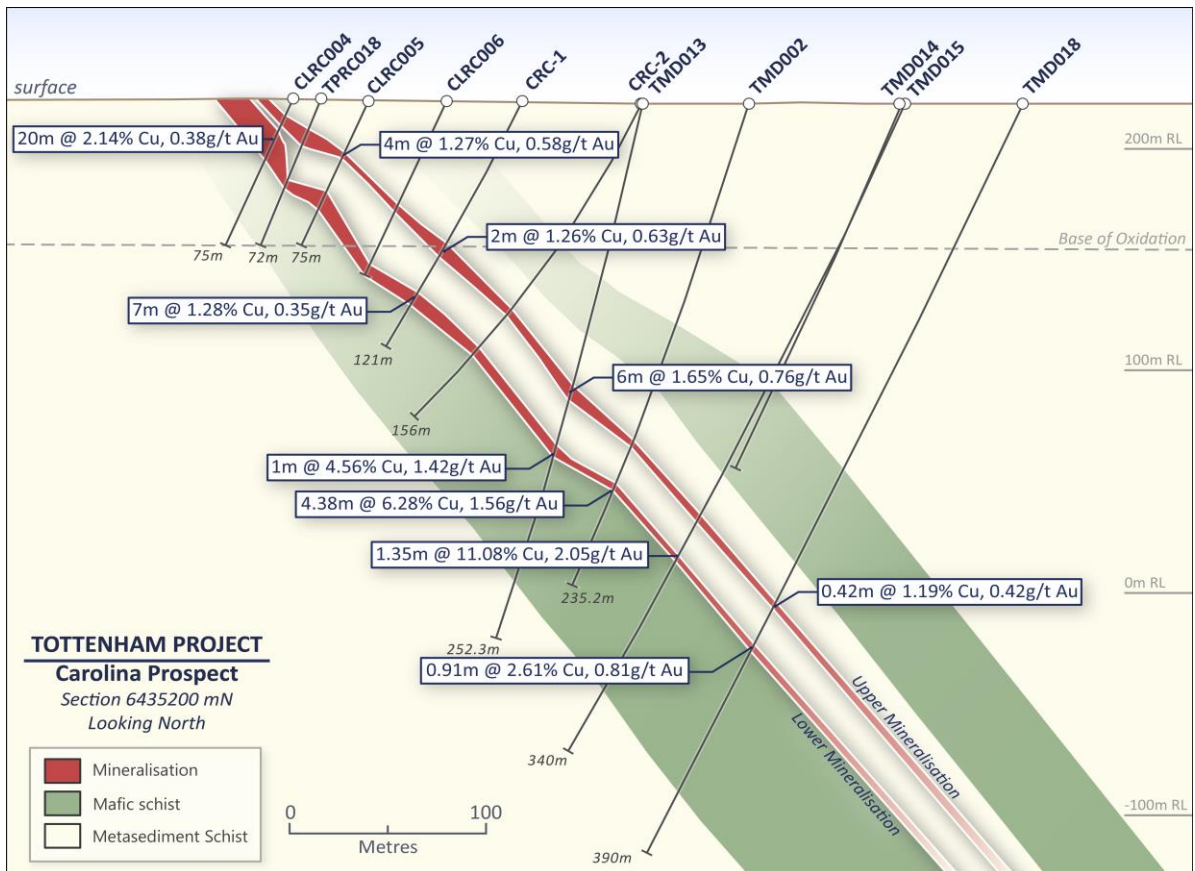 CLRC004
TPRC018
CLRC005
CLRC006
CRC-1
CRC-2
TMD013
TMD002
TMD014
TMD015
TMD018
surface
200m RL
20m @ 2.14% Cu, 0.38g/t Au
4m @ 1.27% Cu, 0.58g/t Au
2m @ 1.26% Cu, 0.63g/t Au
Base of Oxidation
75m
72m
75m
7m @ 1.28% Cu, 0.35g/t Au
121m
100m RL
6m @ 1.65% Cu, 0.76g/t Au
156m
1m @ 4.56% Cu, 1.42g/t Au
4.38m @ 6.28% Cu, 1.56g/t Au
1.35m @ 11.08% Cu, 2.05g/t Au
235.2m
0m RL
0.42m @ 1.19% Cu, 0.42g/t Au
252.3m
0.91m @ 2.61% Cu, 0.81g/t Au
Upper Mineralisation
Lower Mineralisation
340m
-100m RL
390m
TOTTENHAM PROJECT
Carolina Prospect
Section 6435200 mN
Looking North
Mineralisation
Mafic schist
Metasediment Schist
0 100
Metres